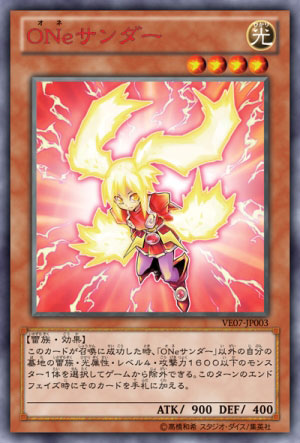 オネ
ONeサンダー
ひかり
光
VE07-JP003
【雷族・効果】
このカードが召喚に成功した時、「ONeサンダー」以外の自分の
墓地の雷族・光属性・レベル4・攻撃力1600以下のモンス
ター1体を選択してゲームから除外できる。このターンのエンド
フェイズ時にそのカードを手札に加える。
ATK/ 900 DEF/ 400
©高橋和希 スタジオ・ダイス/集英社